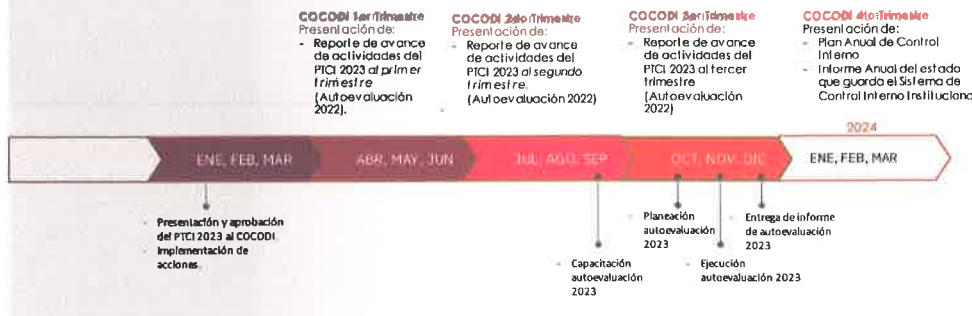 COCODI 1er Trimestre
Presentación de:
- Reporte de avance
de actividades del
PTCI 2023 al primer
trimestre
(Autoevaluación
2022).
COCODI 2do Trimestre
Presentación de:
- Reporte de avance
de actividades del
PTCI 2023 al segundo
trimestre.
(Autoevaluación 2022)
COCODI 3er Trimestre
Presentación de:
- Reporte de avance
de actividades del
PTCI 2023 al tercer
trimestre
(Autoevaluación
2022)
COCODI 4to Trimestre
Presentación de:
- Plan Anual de Control
Interno
- Informe Anual del estado
que guarda el Sistema de
Control Interno Instituciona
2024
ENE, FEB, MAR
ABR, MAY, JUN
JUL, AGO, SEP
OCT, NOV, DIC
ENE, FEB, MAR
- Presentación y aprobación
del PTCI 2023 al COCODI
- Implementación de
acciones
- Capacitación
autoevaluación
2023
- Planeación
autoevaluación
2023
- Ejecución
autoevaluación 2023
- Entrega de informe
de autoevaluación
2023